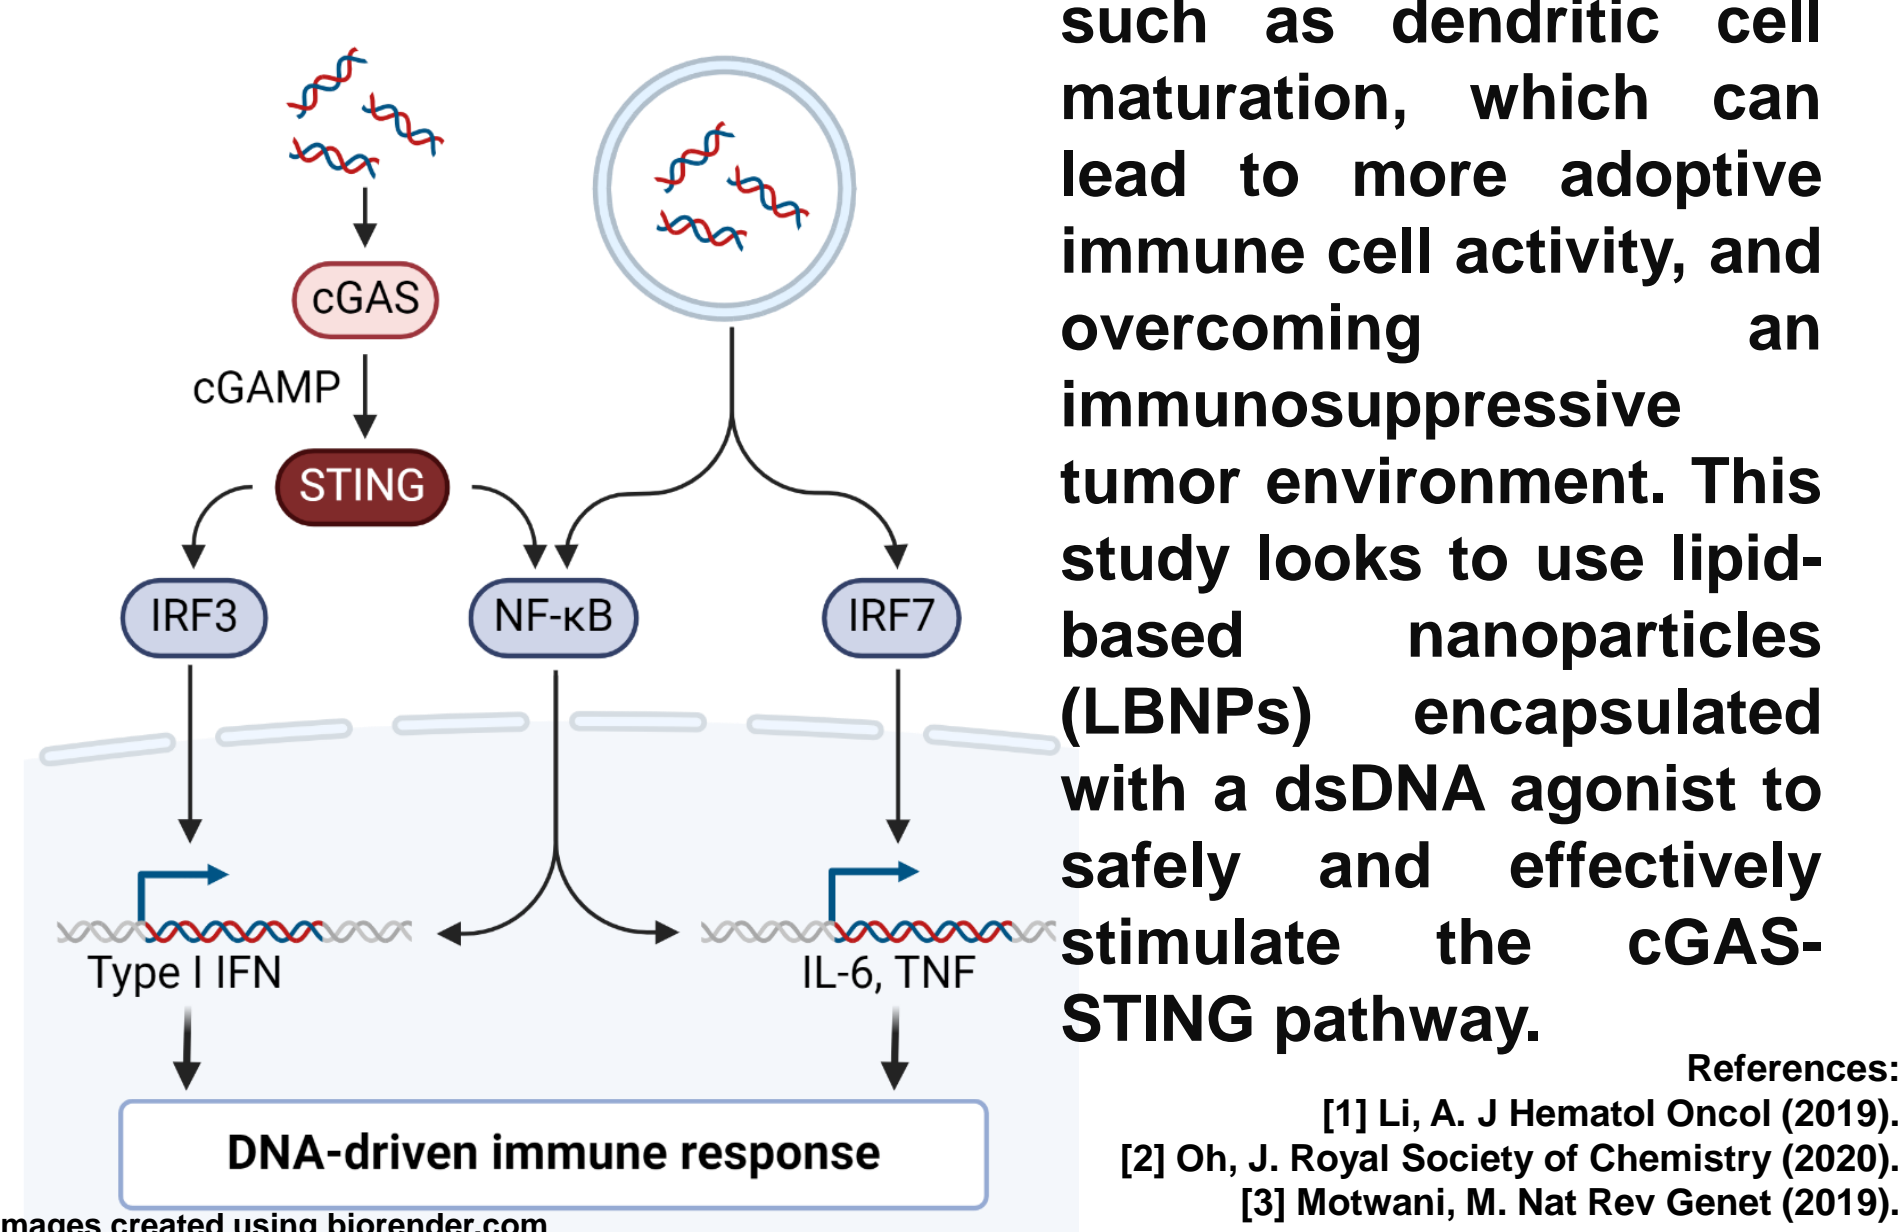 cGAS
cGAMP
STING
IRF3
NF-κB
IRF7
Type I IFN
IL-6, TNF
DNA-driven immune response
created using biorender.com
such as dendritic cell
maturation, which can
lead to more adoptive
immune cell activity, and
overcoming an
immunosuppressive
tumor environment. This
study looks to use lipid-
based nanoparticles
(LBNPs) encapsulated
with a dsDNA agonist to
safely and effectively
stimulate the cGAS-
STING pathway.
References:
[1] Li, A. J Hematol Oncol (2019).
[2] Oh, J. Royal Society of Chemistry (2020).
[3] Motwani, M. Nat Rev Genet (2019).